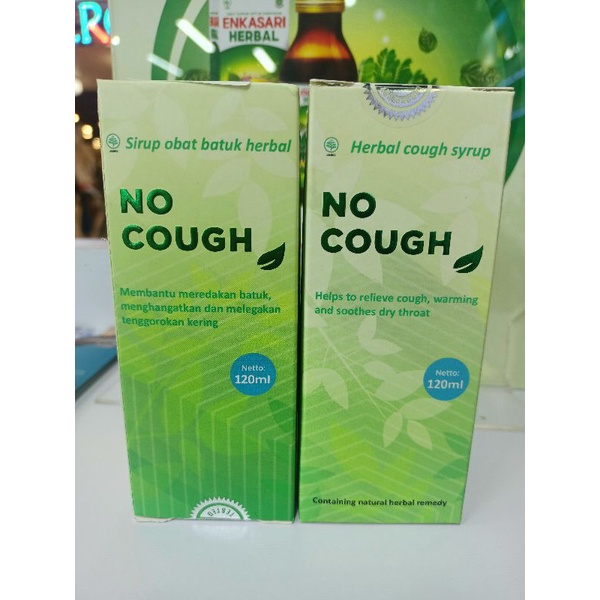 ENKASARI
HERBAL
Sirup obat batuk herbal
NO
COUGH
Membantu meredakan batuk,
menghangatkan dan melegakan
tenggorokan kering
Netto:
120ml
Herbal cough syrup
NO
COUGH
Helps to relieve cough, warming
and soothes dry throat
Netto:
120ml
Containing natural herbal remedy